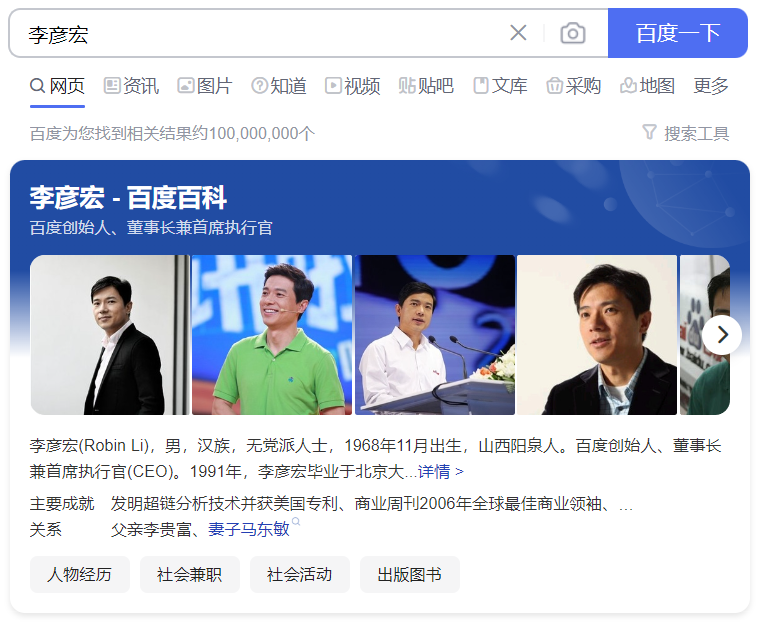 李彦宏
百度一下
网页 资讯 图片 知道 视频 贴吧 文库 采购 地图 更多
百度为您找到相关结果约100,000,000个
搜索工具
李彦宏 - 百度百科
百度创始人、董事长兼首席执行官
李彦宏(Robin Li)，男，汉族，无党派人士，1968年11月出生，山西阳泉人。百度创始人、董事长
兼首席执行官(CEO)。1991年，李彦宏毕业于北京大...详情 >
主要成就 发明超链分析技术并获美国专利、商业周刊2006年全球最佳商业领袖、...
关系 父亲李贵富、妻子马东敏
人物经历 社会兼职 社会活动 出版图书